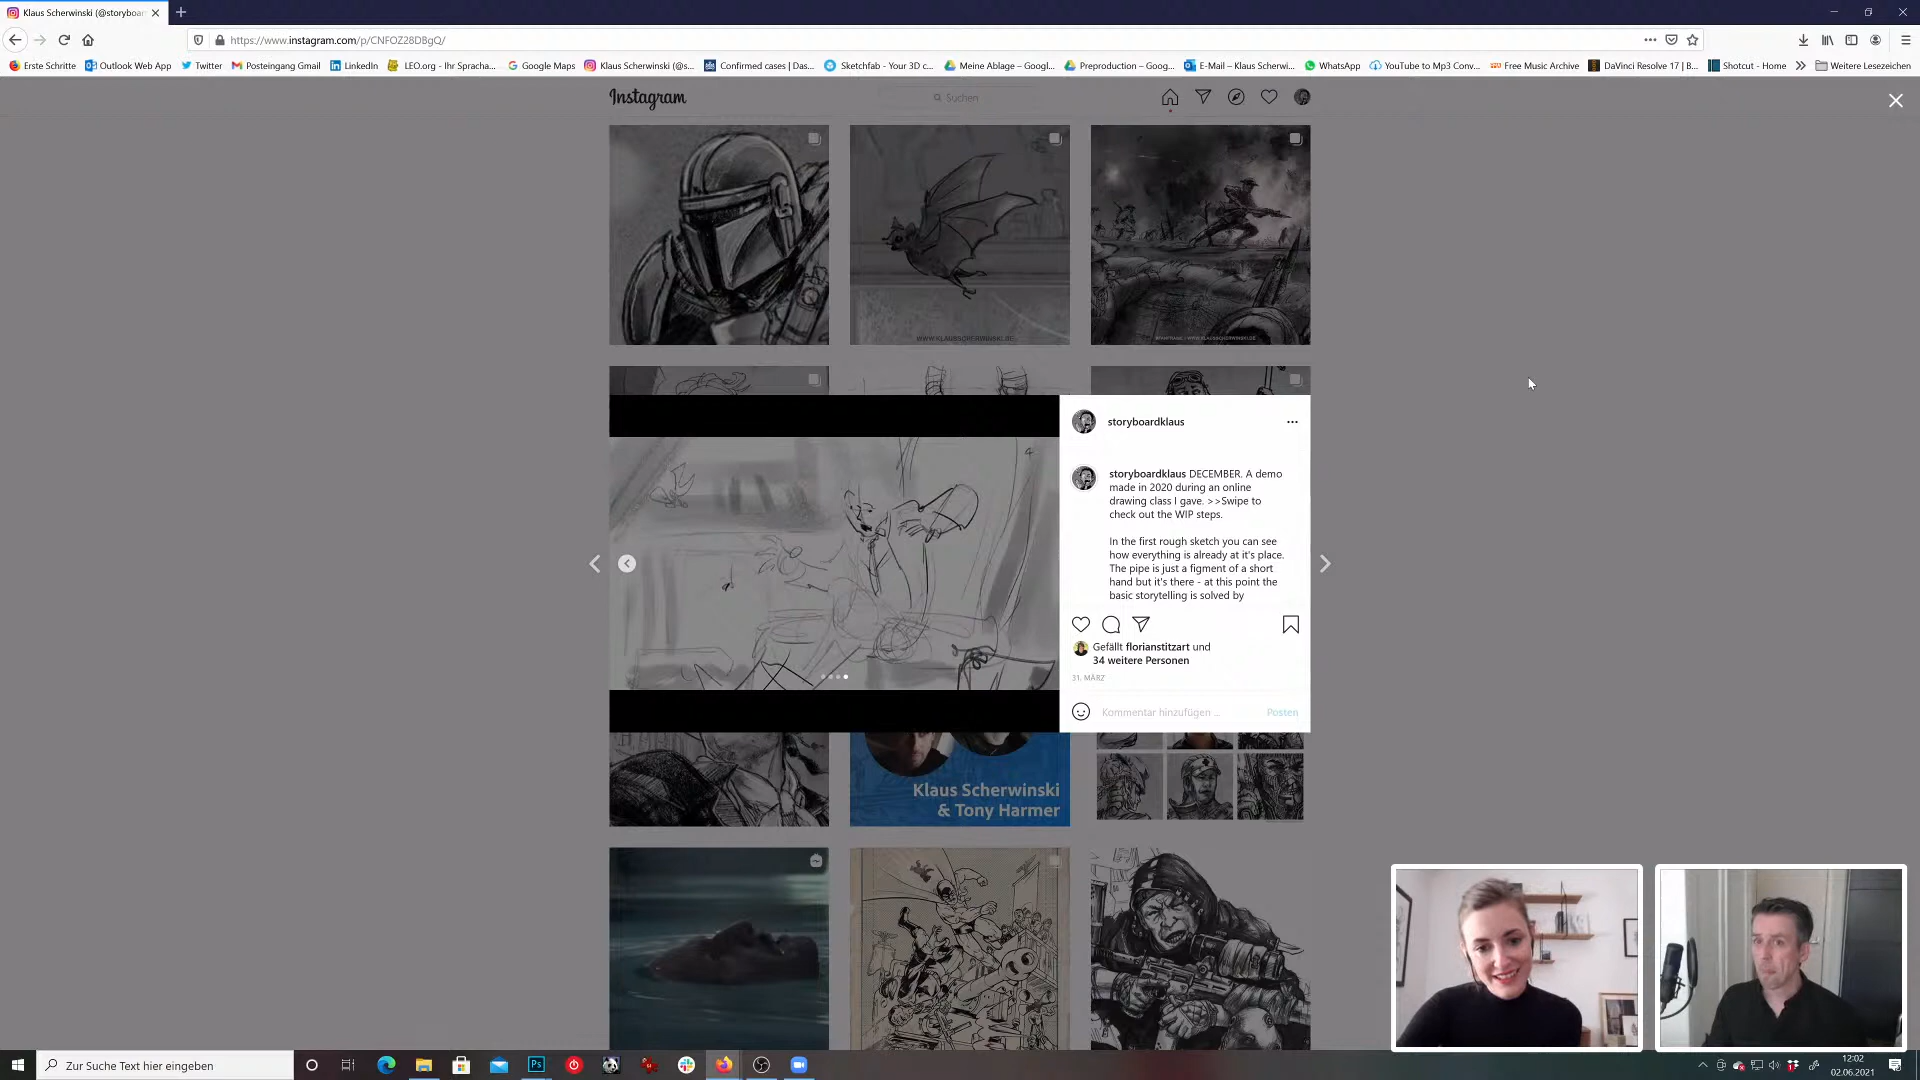 Klaus Scherwinski (@storyboar
https://www.instagram.com/p/CNFOZ28DBgQ/
Erste Schritte
Outlook Web App
Twitter
Posteingang Gmail
LinkedIn
LEO.org - Ihr Spracha...
Google Maps
Klaus Scherwinski (@s...
Confirmed cases | Das...
Sketchfab - Your 3D c...
Meine Ablage – Googl...
Preproduction – Goog...
E-Mail – Klaus Scherwi...
WhatsApp
YouTube to Mp3 Conv...
Free Music Archive
DaVinci Resolve 17 | B...
Shotcut - Home
Weitere Lesezeichen
Instagram
Suchen
WWW.KLAUSSCHERWINSKI.DE
storyboardklaus
storyboardklaus DECEMBER. A demo
made in 2020 during an online
drawing class I gave. >>Swipe to
check out the WIP steps.
In the first rough sketch you can see
how everything is already at it's place.
The pipe is just a figment of a short
hand but it's there - at this point the
basic storytelling is solved by
Gefällt florianstitzart und
34 weitere Personen
31. MÄRZ
Kommentar hinzufügen ...
Posten
Klaus Scherwinski
& Tony Harmer
Zur Suche Text hier eingeben
Ps
12:02
02.06.2021